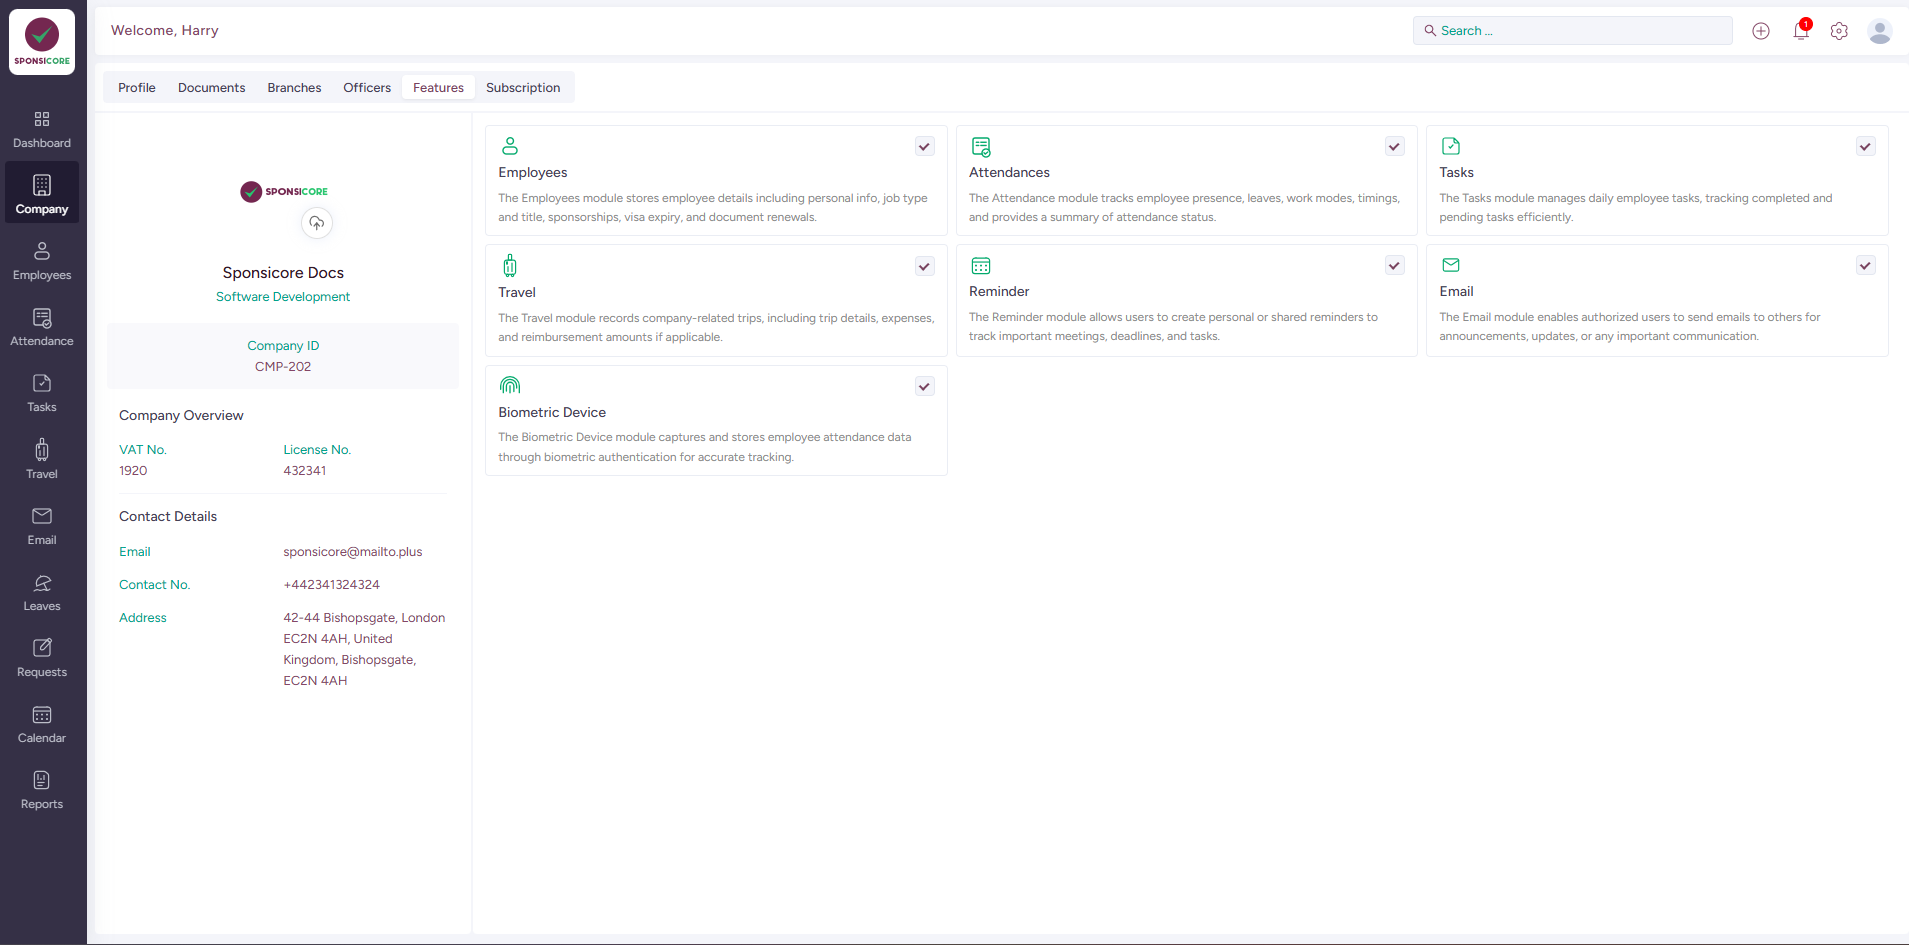 SPONSICORE
Welcome, Harry
Search ...
1
Dashboard
Company
Employees
Attendance
Tasks
Travel
Email
Leaves
Requests
Calendar
Reports
Profile
Documents
Branches
Officers
Features
Subscription
SPONSICORE
Sponsicore Docs
Software Development
Company ID
CMP-202
Company Overview
VAT No.
1920
License No.
432341
Contact Details
Email
sponsicore@mailto.plus
Contact No.
+442341324324
Address
42-44 Bishopsgate, London
EC2N 4AH, United
Kingdom, Bishopsgate,
EC2N 4AH
Employees
The Employees module stores employee details including personal info, job type
and title, sponsorships, visa expiry, and document renewals.
Attendances
The Attendance module tracks employee presence, leaves, work modes, timings,
and provides a summary of attendance status.
Tasks
The Tasks module manages daily employee tasks, tracking completed and
pending tasks efficiently.
Travel
The Travel module records company-related trips, including trip details, expenses,
and reimbursement amounts if applicable.
Reminder
The Reminder module allows users to create personal or shared reminders to
track important meetings, deadlines, and tasks.
Email
The Email module enables authorized users to send emails to others for
announcements, updates, or any important communication.
Biometric Device
The Biometric Device module captures and stores employee attendance data
through biometric authentication for accurate tracking.